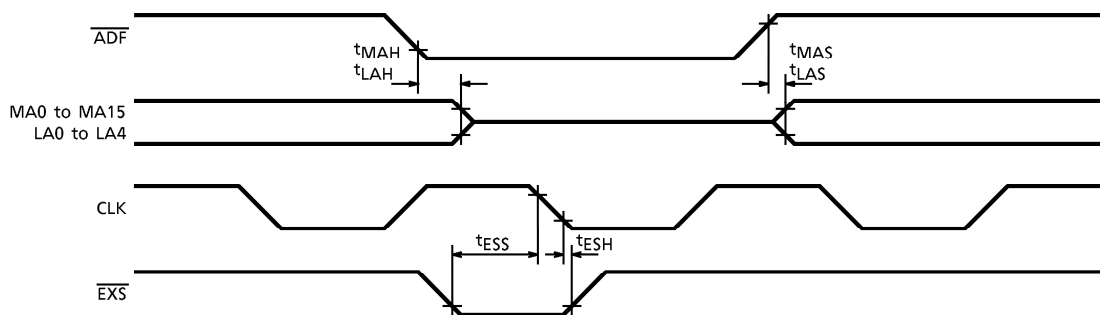 ADF
tMAH
tLAH
tMAS
tLAS
MA0 to MA15
LA0 to LA4
CLK
tESS
tESH
EXS